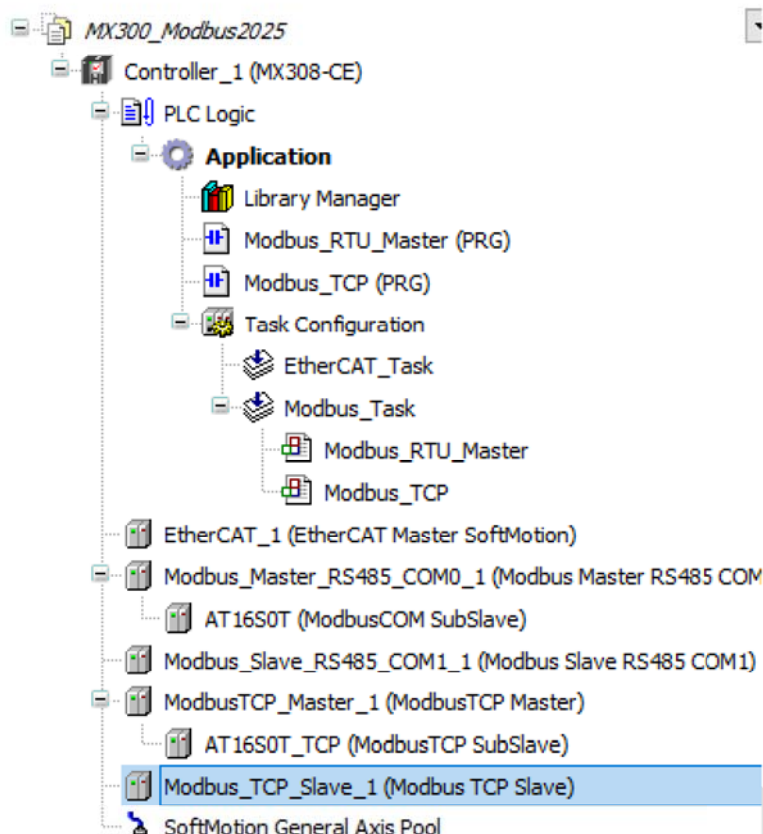 MX300_Modbus2025
Controller_1 (MX308-CE)
PLC Logic
Application
Library Manager
Modbus_RTU_Master (PRG)
Modbus_TCP (PRG)
Task Configuration
EtherCAT_Task
Modbus_Task
Modbus_RTU_Master
Modbus_TCP
EtherCAT_1 (EtherCAT Master SoftMotion)
Modbus_Master_RS485_COM0_1 (Modbus Master RS485 COM
AT16S0T (ModbusCOM SubSlave)
Modbus_Slave_RS485_COM1_1 (Modbus Slave RS485 COM1)
ModbusTCP_Master_1 (ModbusTCP Master)
AT16S0T_TCP (ModbusTCP SubSlave)
Modbus_TCP_Slave_1 (Modbus TCP Slave)
SoftMotion General Axis Pool